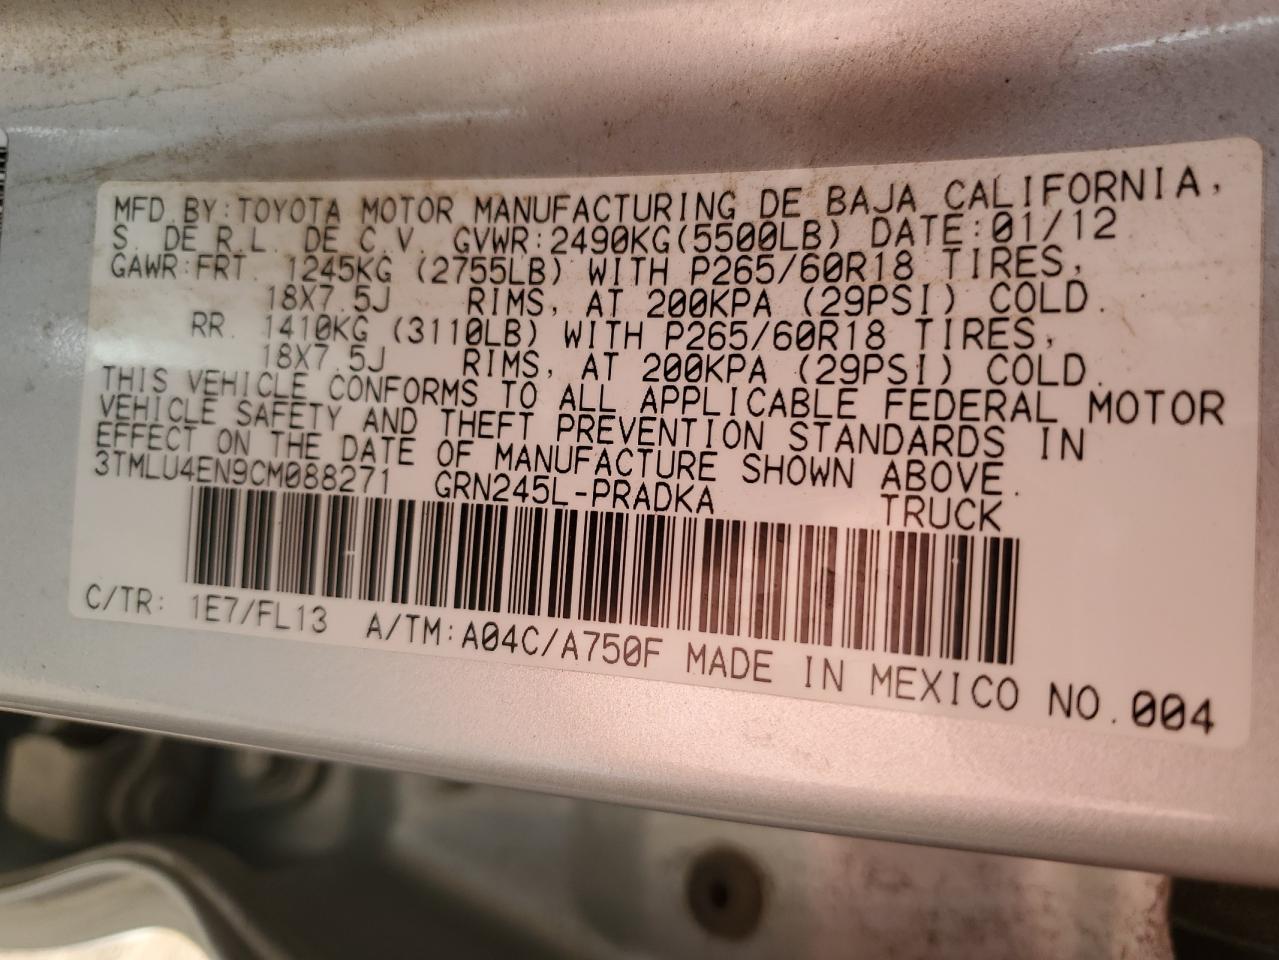 MFD.BY:TOYOTA MOTOR MANUFACTURING DE BAJA CALIFORNIA,
S. DE R.L. DE C.V. GVWR:2490KG(5500LB) DATE:01/12
GAWR:FRT. 1245KG (2755LB) WITH P265/60R18 TIRES,
18X7.5J RIMS, AT 200KPA (29PSI) COLD.
RR. 1410KG (3110LB) WITH P265/60R18 TIRES,
18X7.5J RIMS, AT 200KPA (29PSI) COLD.
THIS VEHICLE CONFORMS TO ALL APPLICABLE FEDERAL MOTOR
VEHICLE SAFETY AND THEFT PREVENTION STANDARDS IN
EFFECT ON THE DATE OF MANUFACTURE SHOWN ABOVE.
3TMLU4EN9CM088271 GRN245L-PRADKA TRUCK
C/TR: 1E7/FL13 A/TM:A04C/A750F MADE IN MEXICO NO.004